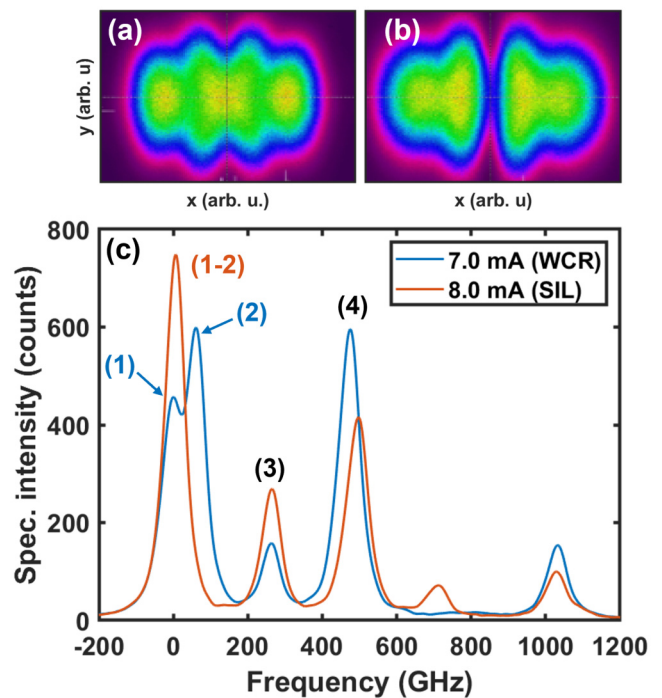 (a)
(b)
y (arb. u)
x (arb. u.)
x (arb. u)
(c)
7.0 mA (WCR)
8.0 mA (SIL)
(1-2)
(2)
(1)
(3)
(4)
Spec. intensity (counts)
800
600
400
200
0
-200 0 200 400 600 800 1000 1200
Frequency (GHz)